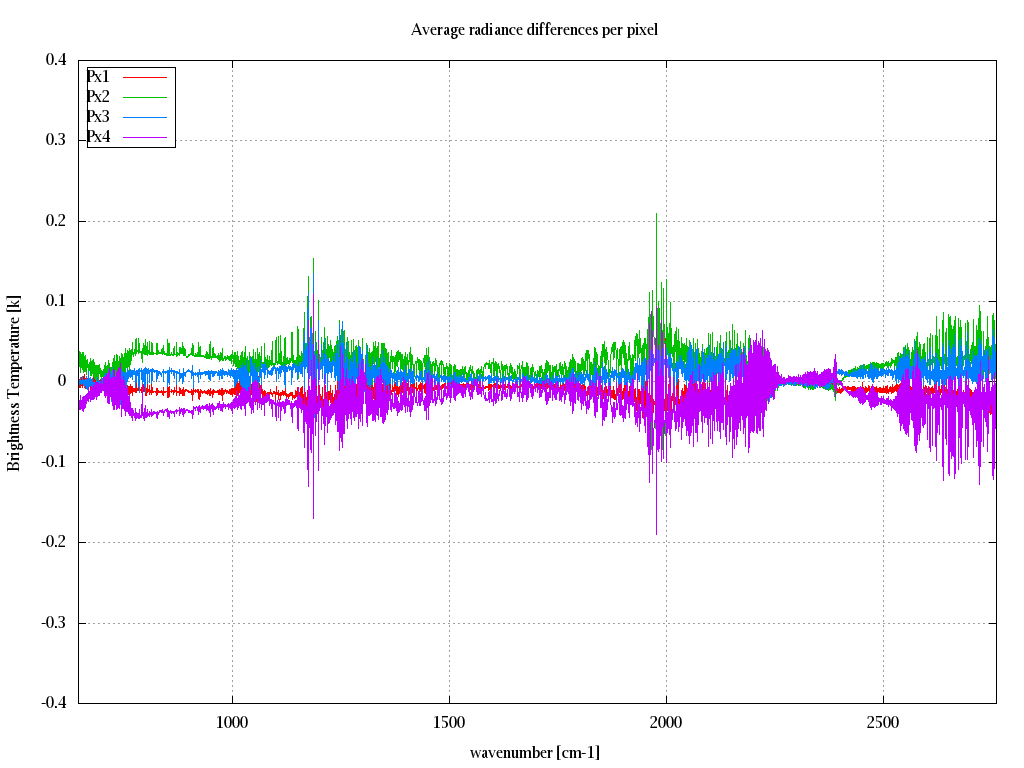 Average radiance differences per pixel
0.4
0.3
0.2
0.1
0
-0.1
-0.2
-0.3
-0.4
Px1
Px2
Px3
Px4
Brighness Temperature [k]
1000
1500
2000
2500
wavenumber [cm-1]